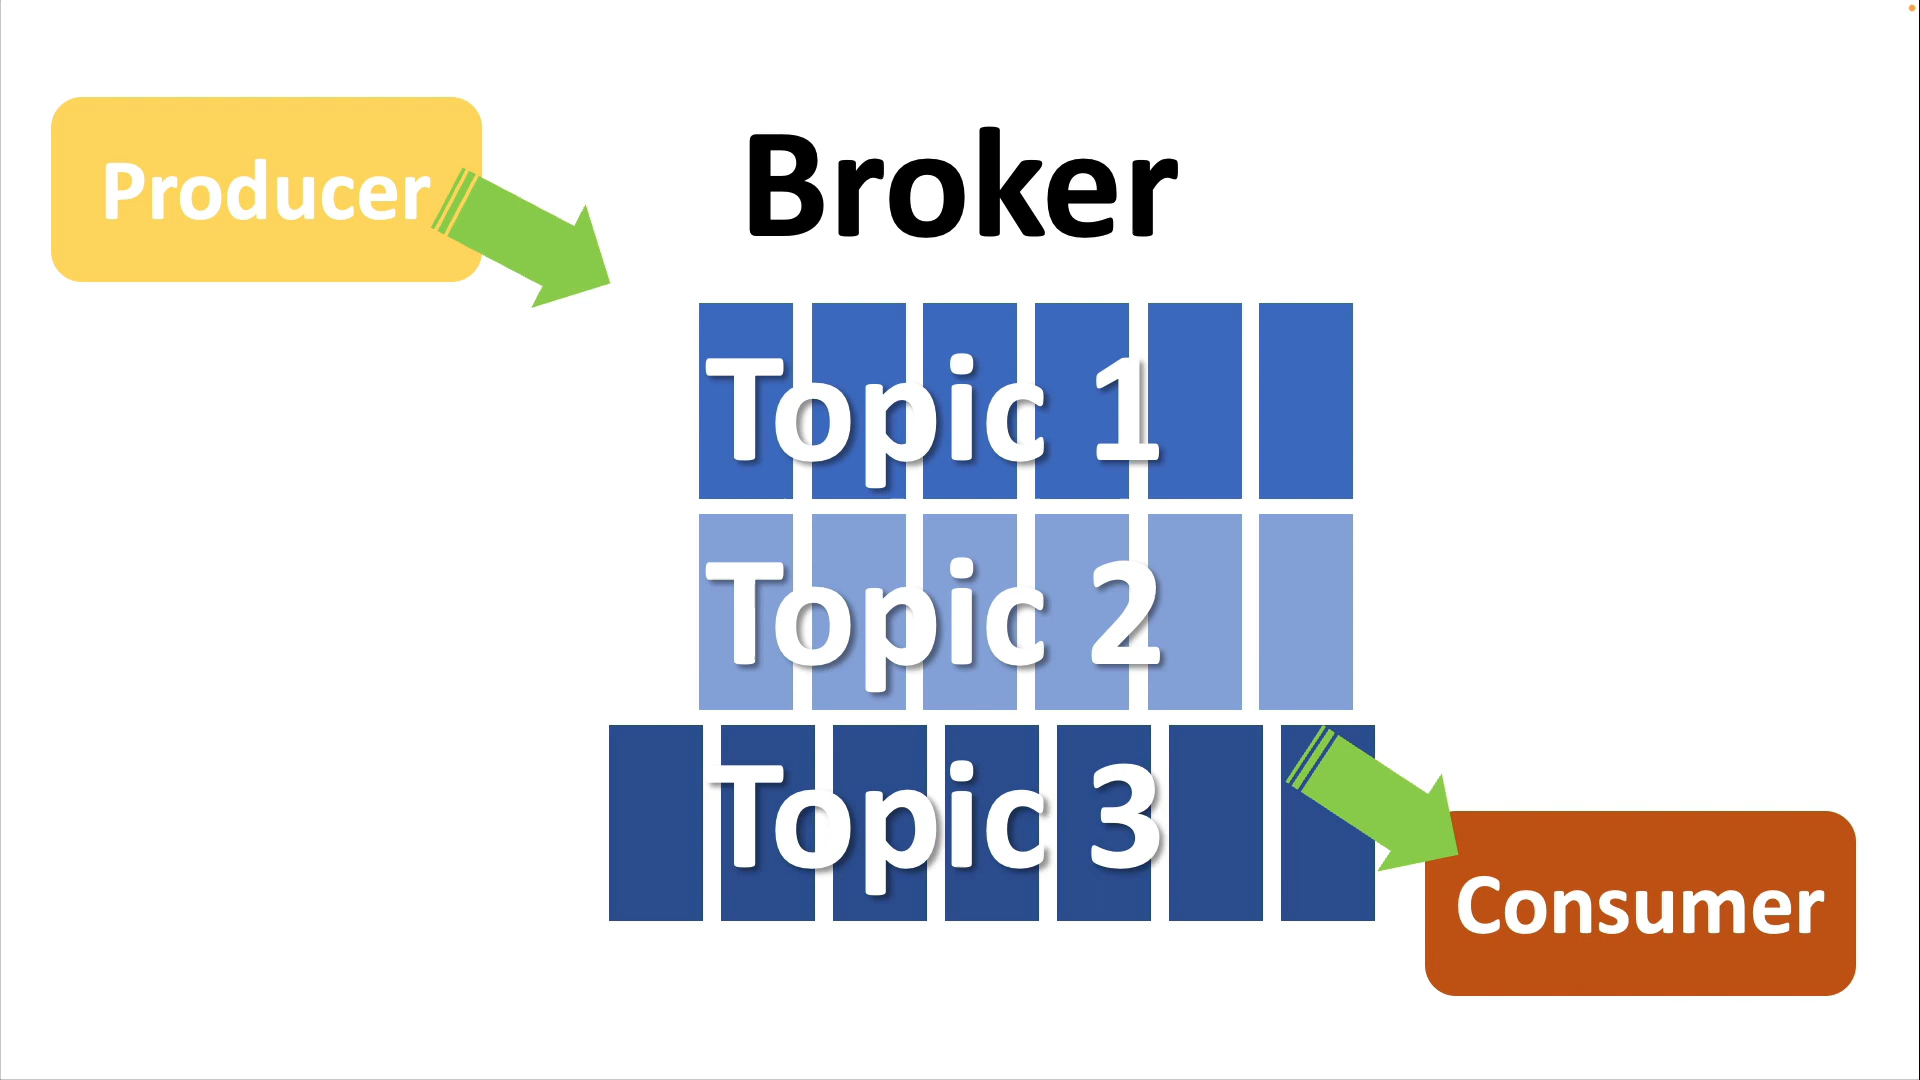 Producer
Broker
Topic 1
Topic 2
Topic 3
Consumer